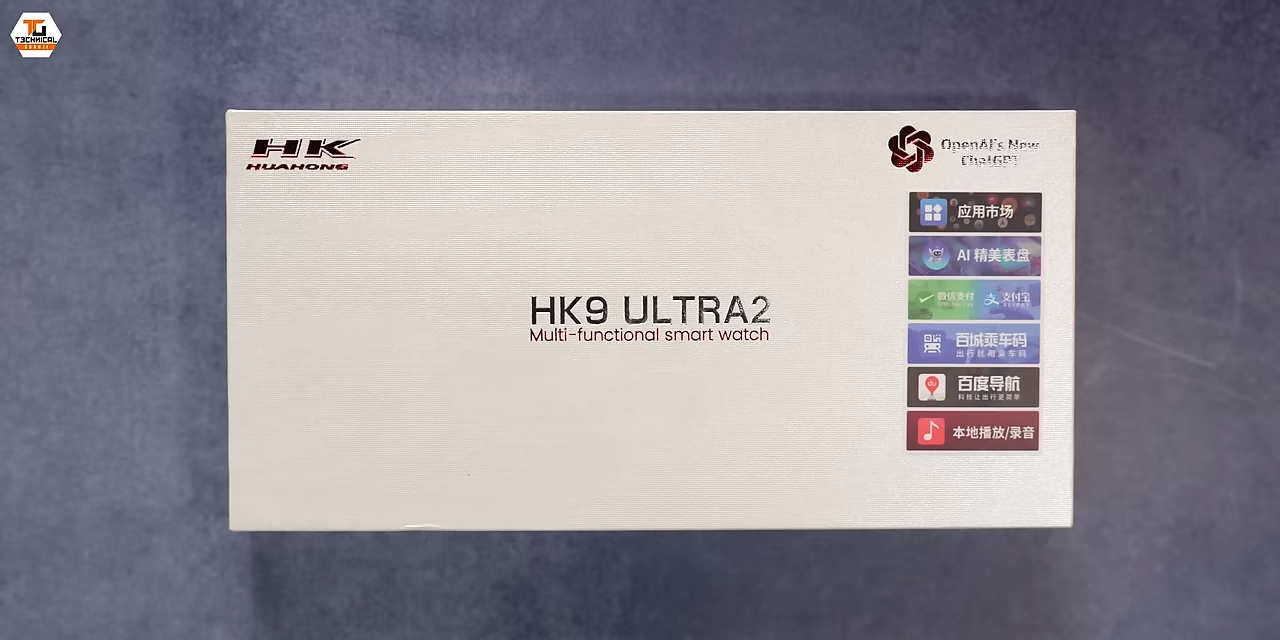 TG
TECHNICAL
GURUJI
HK
HUAHONG
OpenAI's New
ChatGPT
应用市场
AI 精美表盘
微信支付 支付宝
百城乘车码
出行就用乘车码
HK9 ULTRA2
Multi-functional smart watch
du
百度导航
科技让出行更简单
本地播放/录音